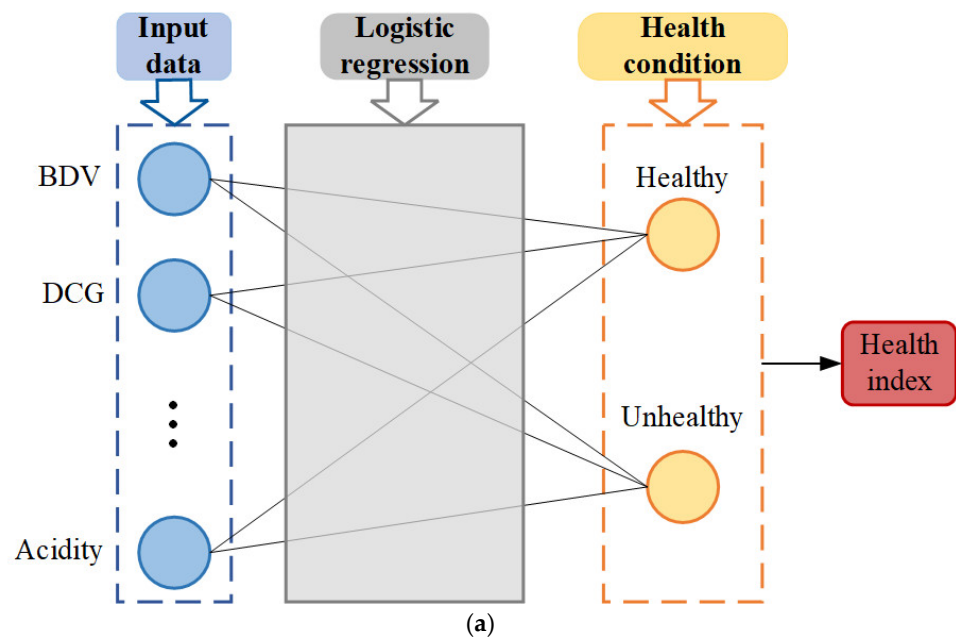 Input
data
Logistic
regression
Health
condition
BDV
DCG
Acidity
Healthy
Unhealthy
Health
index
(a)